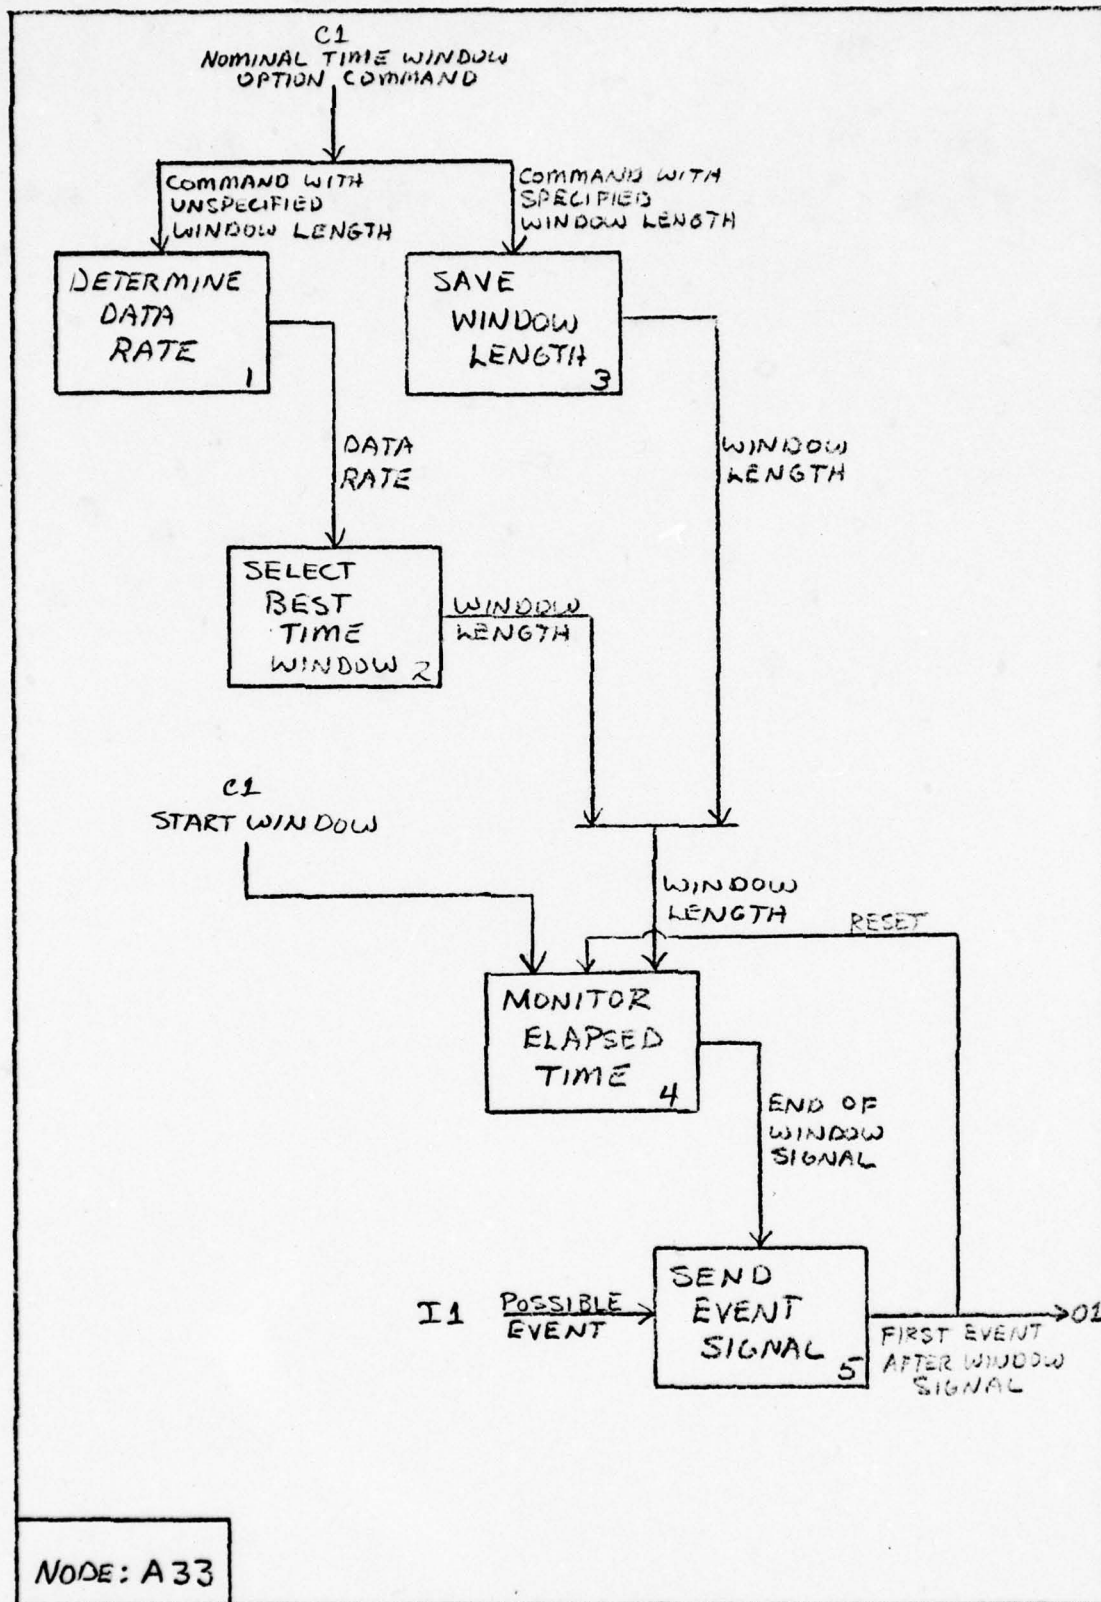 C1
NOMINAL TIME WINDOW
OPTION COMMAND
COMMAND WITH
UNSPECIFIED
WINDOW LENGTH
COMMAND WITH
SPECIFIED
WINDOW LENGTH
DETERMINE
DATA
RATE
1
SAVE
WINDOW
LENGTH
3
DATA
RATE
WINDOW
LENGTH
SELECT
BEST
TIME
WINDOW 2
WINDOW
LENGTH
C1
START WINDOW
WINDOW
LENGTH
RESET
MONITOR
ELAPSED
TIME
4
END OF
WINDOW
SIGNAL
I1
POSSIBLE
EVENT
SEND
EVENT
SIGNAL
5
O1
FIRST EVENT
AFTER WINDOW
SIGNAL
NODE: A33